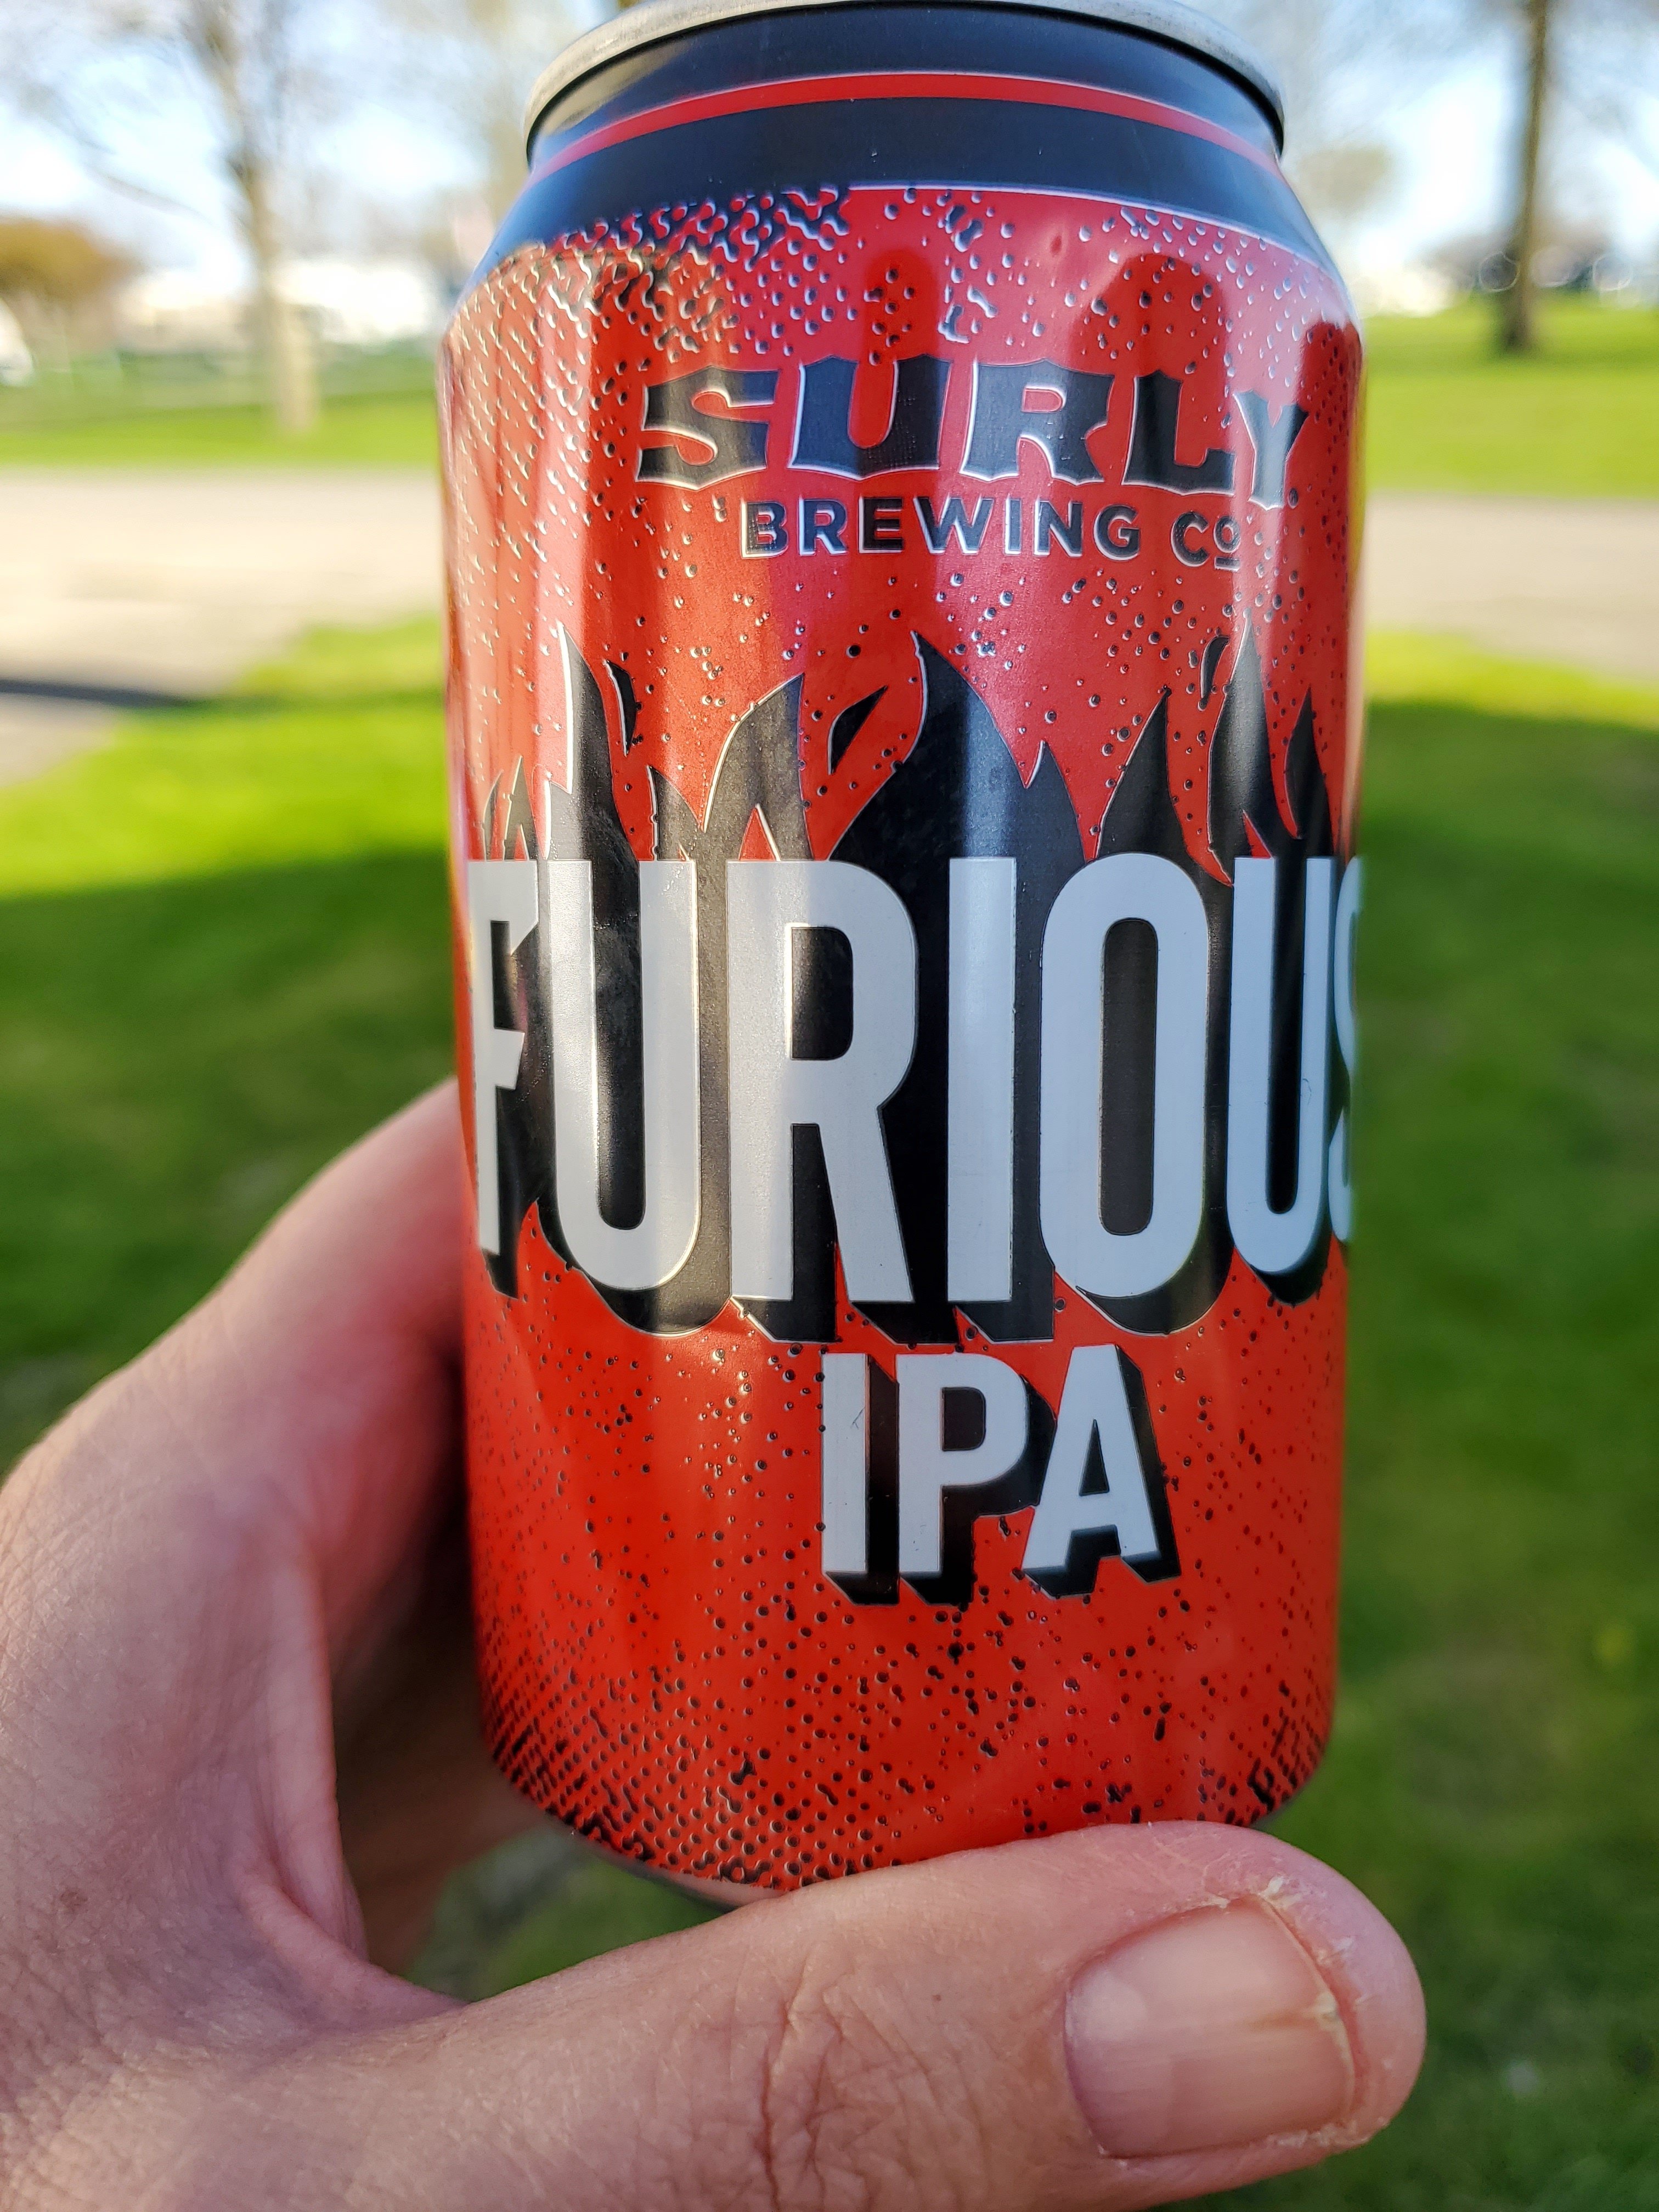 SURLY
BREWING Cº
FURIOUS
IPA